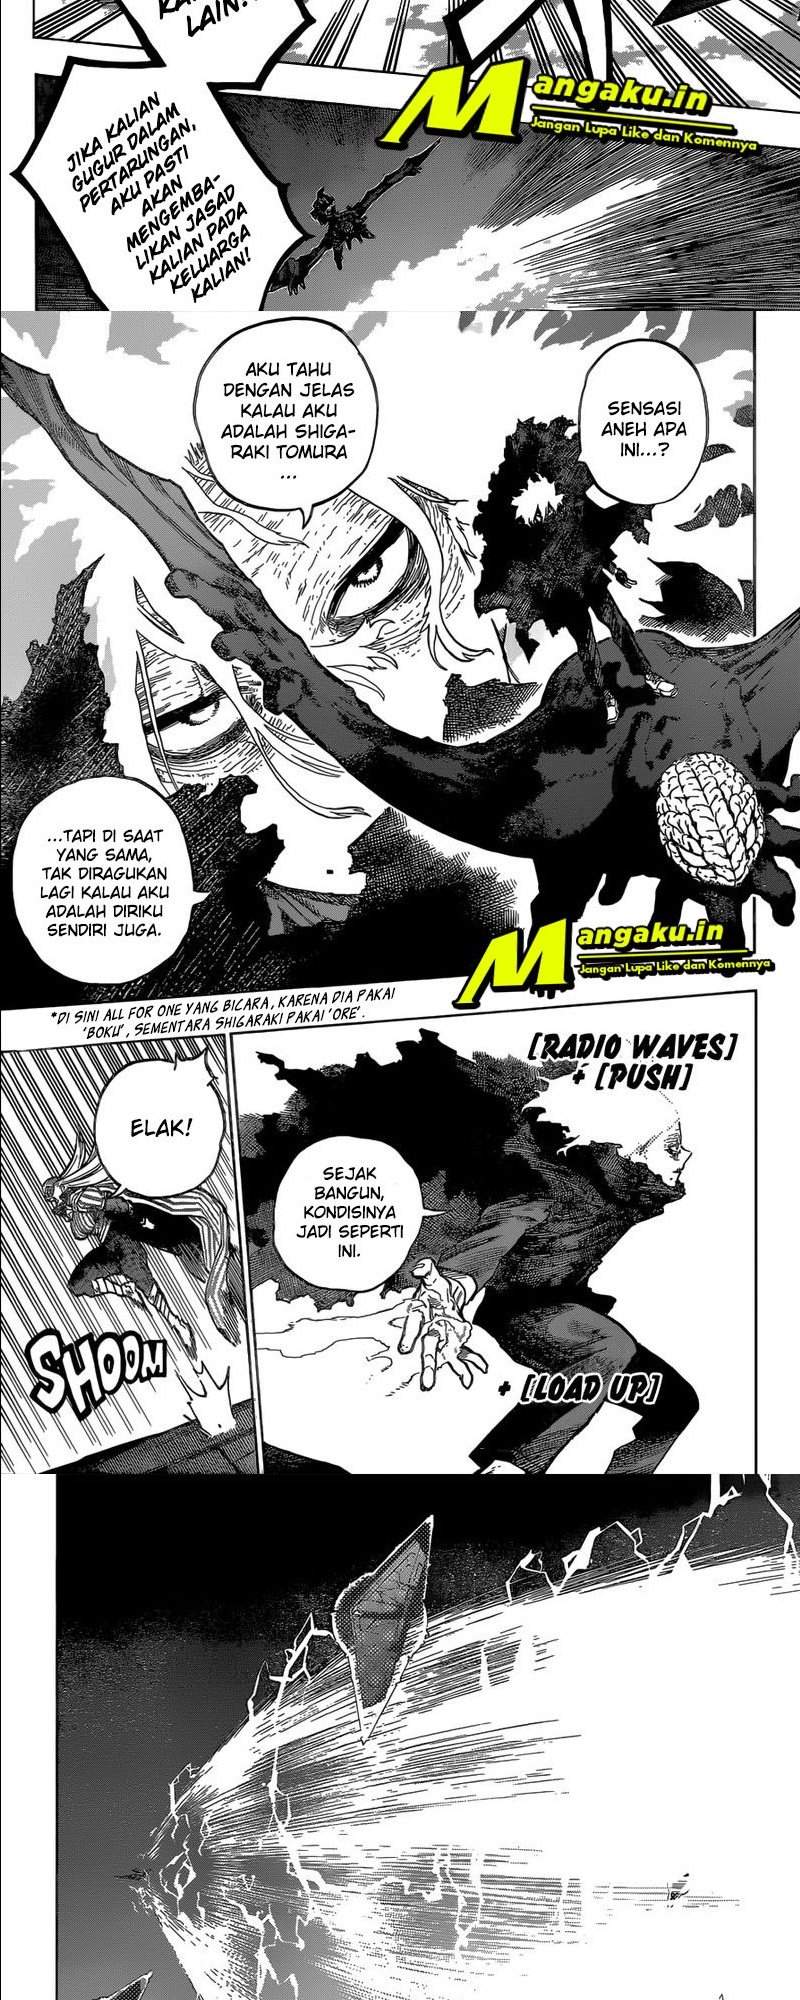 LAIN!
JIKA KALIAN
GUGUR DALAM
PERTARUNGAN,
AKU PASTI
AKAN
MENGEMBA-
LIKAN JASAD
KALIAN PADA
KELUARGA
KALIAN!
Mangaku.in
Jangan Lupa Like dan Komennya
SENSASI
ANEH APA
INI...?
AKU TAHU
DENGAN JELAS
KALAU AKU
ADALAH SHIGA-
RAKI TOMURA
...
...TAPI DI SAAT
YANG SAMA,
TAK DIRAGUKAN
LAGI KALAU AKU
ADALAH DIRIKU
SENDIRI JUGA.
Mangaku.in
Jangan Lupa Like dan Komennya
*DI SINI ALL FOR ONE YANG BICARA, KARENA DIA PAKAI
'BOKU', SEMENTARA SHIGARAKI PAKAI 'ORE'.
[RADIO WAVES]
+ [PUSH]
SEJAK
BANGUN,
KONDISINYA
JADI SEPERTI
INI.
+ [LOAD UP]
ELAK!
SHOOM